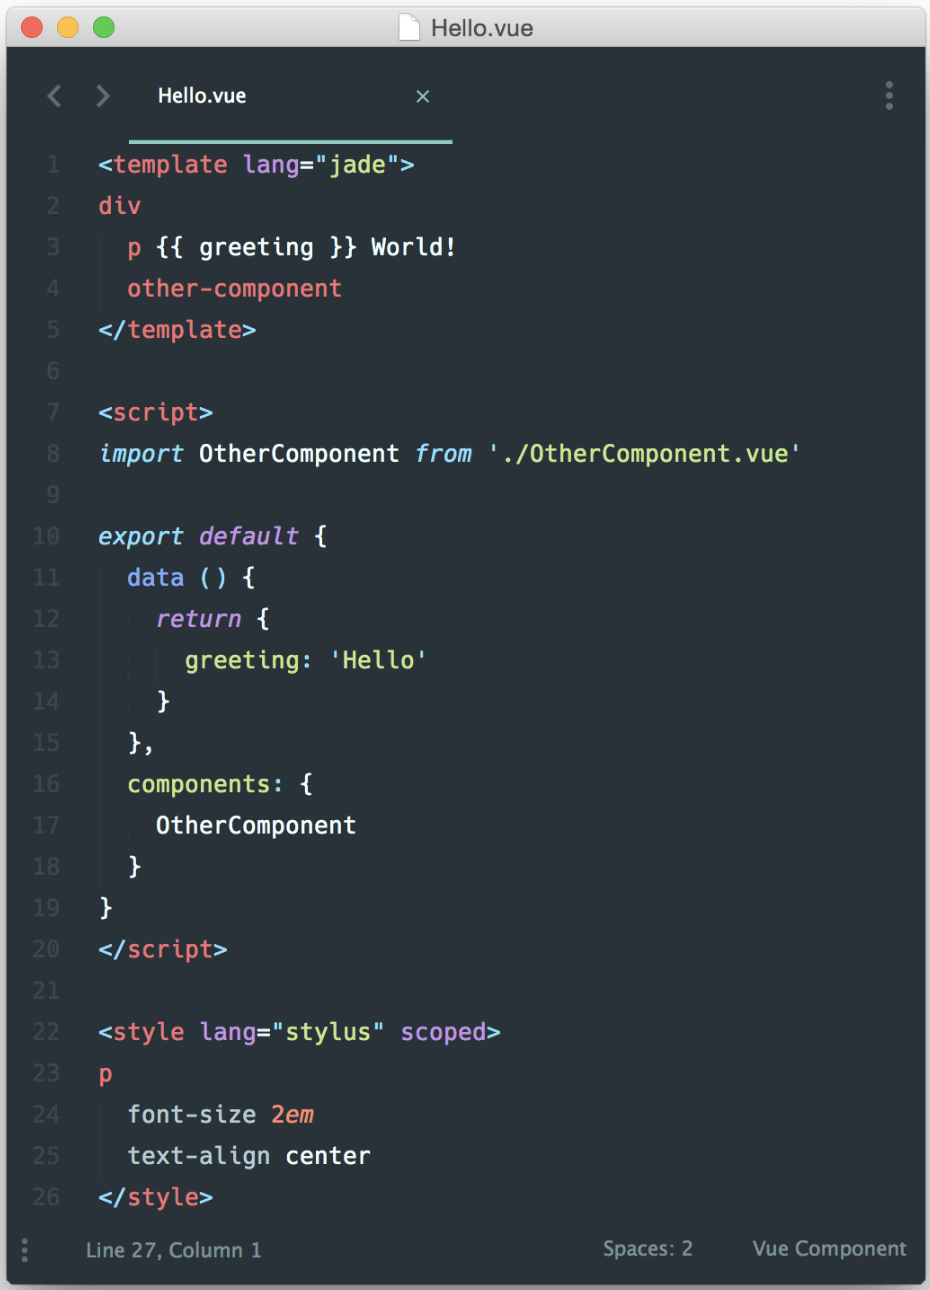 Hello.vue
Hello.vue ×
1 <template lang="jade">
2 div
3   p {{ greeting }} World!
4   other-component
5 </template>
6
7 <script>
8 import OtherComponent from './OtherComponent.vue'
9
10 export default {
11   data () {
12     return {
13       greeting: 'Hello'
14     }
15   },
16   components: {
17     OtherComponent
18   }
19 }
20 </script>
21
22 <style lang="stylus" scoped>
23 p
24   font-size 2em
25   text-align center
26 </style>
Line 27, Column 1 Spaces: 2 Vue Component